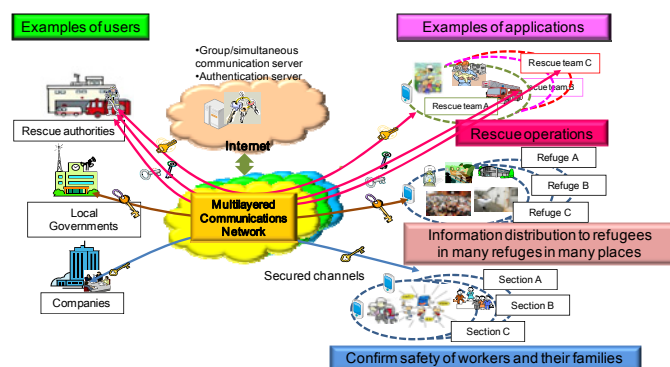 Examples of users
Examples of applications
•Group/simultaneous
communication server
•Authentication server
Rescue team C
Rescue team A
Rescue authorities
Internet
Rescue operations
Refuge A
Refuge B
Refuge C
Local
Governments
Multilayered
Communications
Network
Information distribution to refugees
in many refuges in many places
Companies
Secured channels
Section A
Section B
Section C
Confirm safety of workers and their families